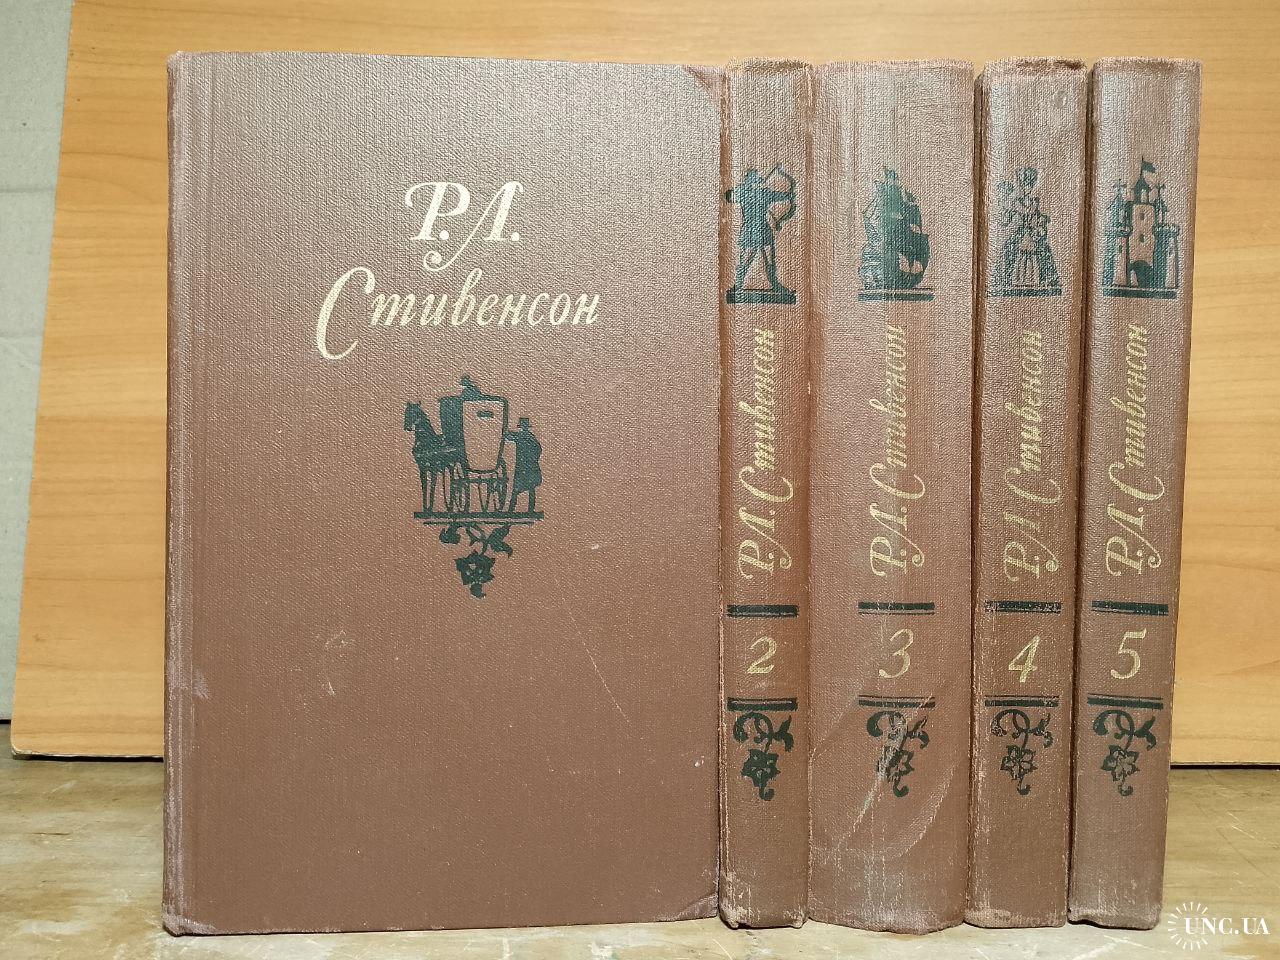 Р.Л.
Стивенсон
Р.Л. Стивенсон
2
Р.Л. Стивенсон
3
Р.Л. Стивенсон
4
Р.Л. Стивенсон
5
UNC.UA